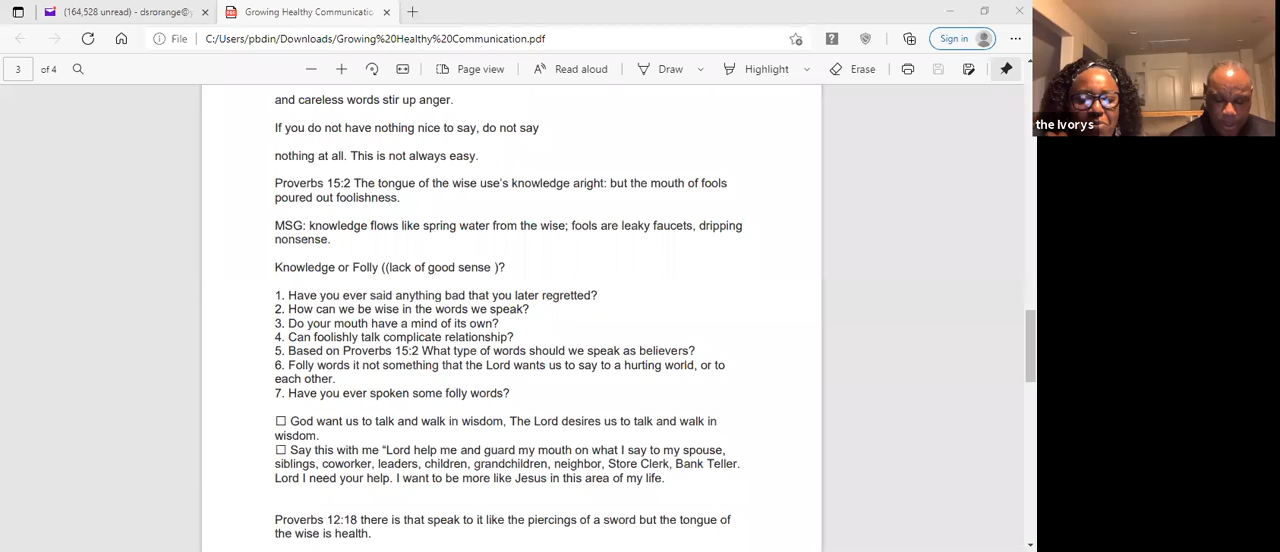 (164,528 unread) - dsrorange@y
Growing Healthy Communicatio
File
C:/Users/pbdin/Downloads/Growing%20Healthy%20Communication.pdf
Sign in
3 of 4
Page view
Read aloud
Draw
Highlight
Erase
the Ivorys
and careless words stir up anger.
If you do not have nothing nice to say, do not say
nothing at all. This is not always easy.
Proverbs 15:2 The tongue of the wise use's knowledge aright: but the mouth of fools
poured out foolishness.
MSG: knowledge flows like spring water from the wise; fools are leaky faucets, dripping
nonsense.
Knowledge or Folly ((lack of good sense )?
1. Have you ever said anything bad that you later regretted?
2. How can we be wise in the words we speak?
3. Do your mouth have a mind of its own?
4. Can foolishly talk complicate relationship?
5. Based on Proverbs 15:2 What type of words should we speak as believers?
6. Folly words it not something that the Lord wants us to say to a hurting world, or to
each other.
7. Have you ever spoken some folly words?
☐ God want us to talk and walk in wisdom, The Lord desires us to talk and walk in
wisdom.
☐ Say this with me “Lord help me and guard my mouth on what I say to my spouse,
siblings, coworker, leaders, children, grandchildren, neighbor, Store Clerk, Bank Teller.
Lord I need your help. I want to be more like Jesus in this area of my life.
Proverbs 12:18 there is that speak to it like the piercings of a sword but the tongue of
the wise is health.